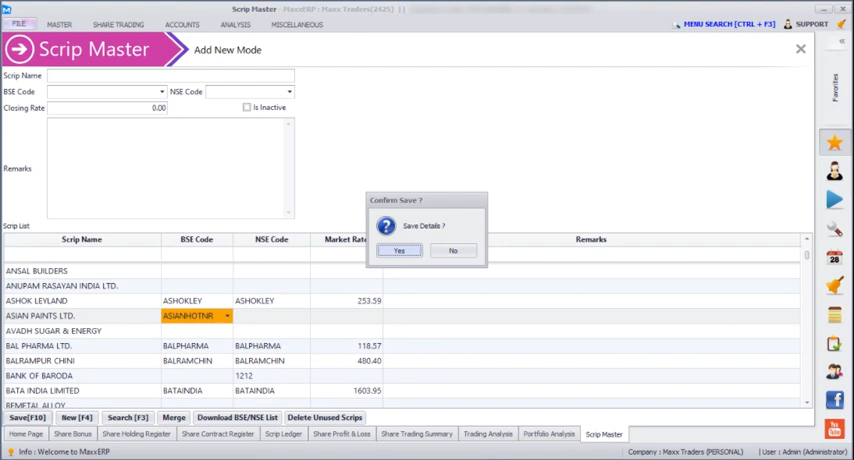 Scrip Master - MaxxERP : Maxx Traders(2425) ||
FILE MASTER SHARE TRADING ACCOUNTS ANALYSIS MISCELLANEOUS MENU SEARCH [CTRL + F3] SUPPORT
Scrip Master Add New Mode
Favorites
Scrip Name
BSE Code NSE Code
Closing Rate 0.00 Is Inactive
Remarks
Confirm Save ?
Save Details ?
Yes No
Scrip List
Scrip Name BSE Code NSE Code Market Rate Remarks
ANSAL BUILDERS
ANUPAM RASAYAN INDIA LTD.
ASHOK LEYLAND ASHOKLEY ASHOKLEY 253.59
ASIAN PAINTS LTD. ASIANHOTNR
AVADH SUGAR & ENERGY
BAL PHARMA LTD. BALPHARMA BALPHARMA 118.57
BALRAMPUR CHINI BALRAMCHIN BALRAMCHIN 480.40
BANK OF BARODA 1212
BATA INDIA LIMITED BATAINDIA BATAINDIA 1603.95
BEMETAL ALLOY
28
Save[F10] New [F4] Search [F3] Merge Download BSE/NSE List Delete Unused Scrips
Home Page Share Bonus Share Holding Register Share Contract Register Scrip Ledger Share Profit & Loss Share Trading Summary Trading Analysis Portfolio Analysis Scrip Master
You Tube
Info : Welcome to MaxxERP Company : Maxx Traders (PERSONAL) User : Admin (Administrator)